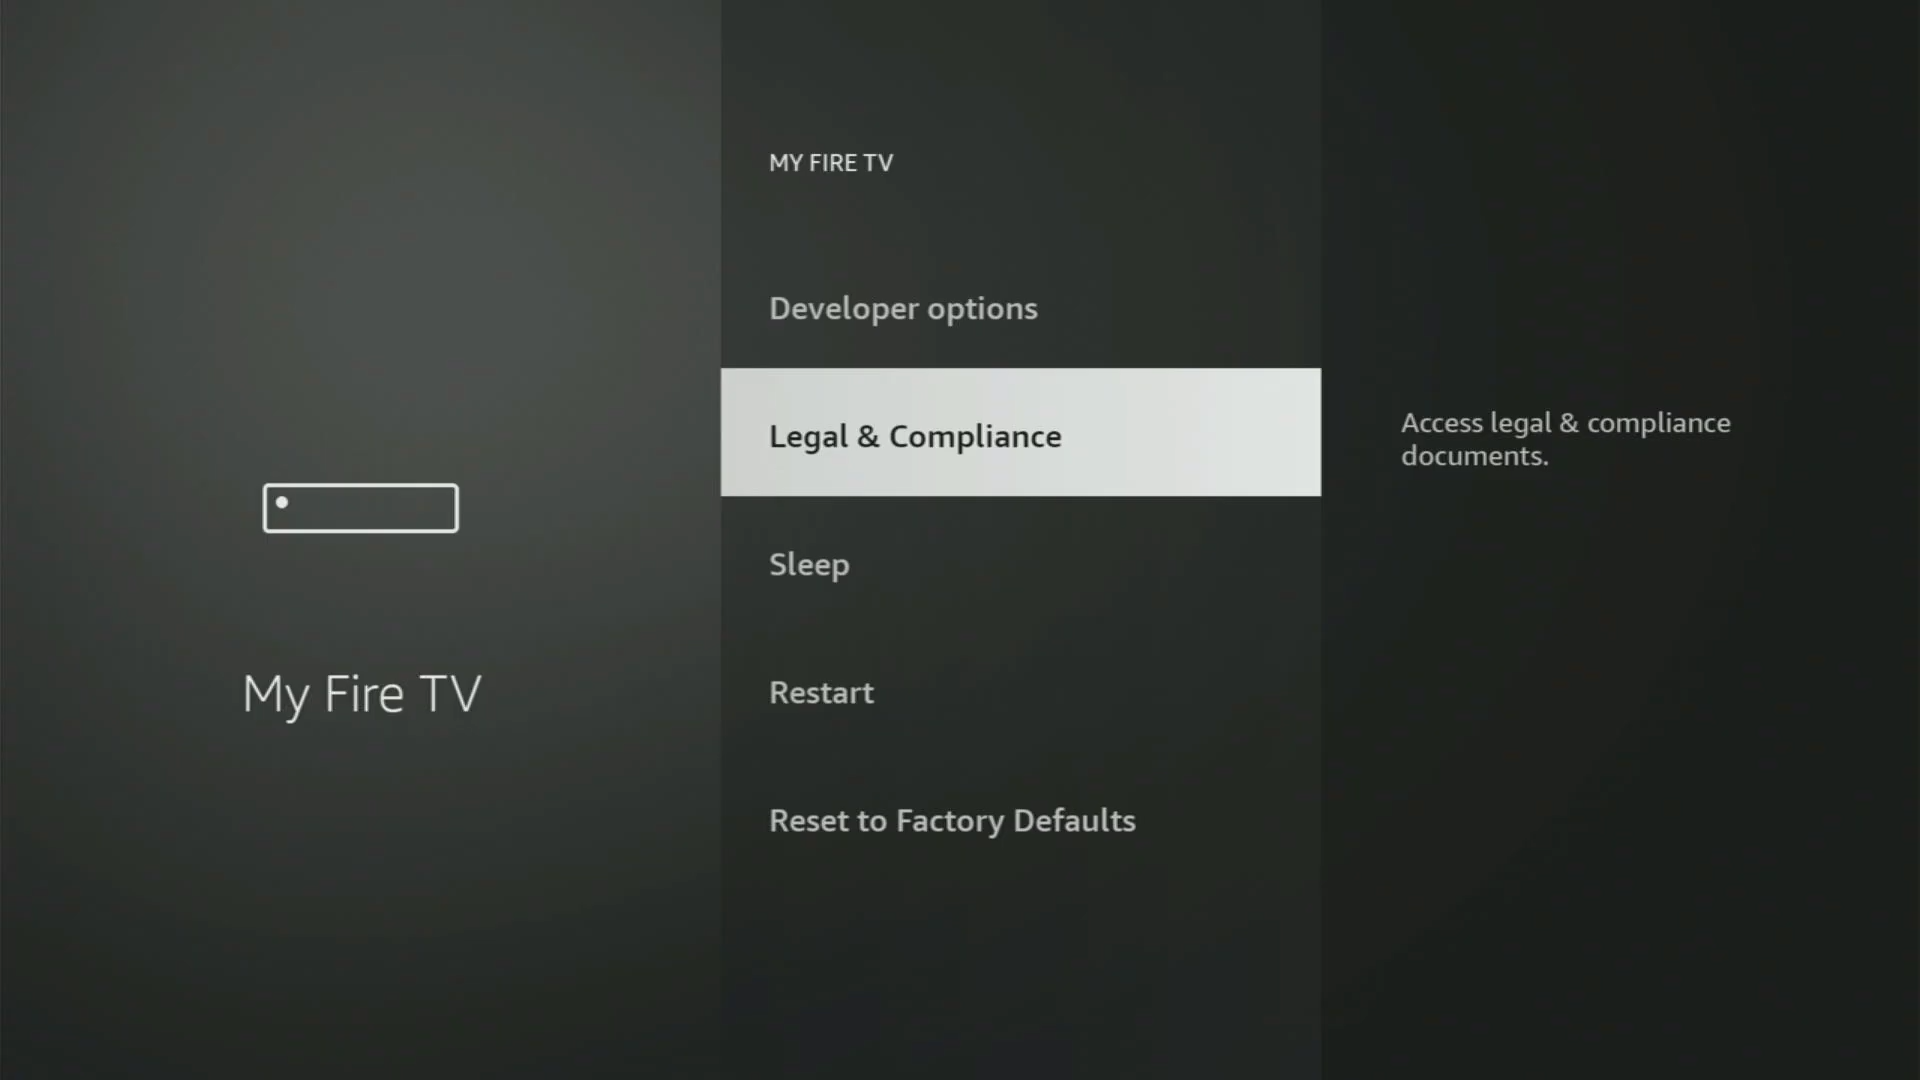 MY FIRE TV
Developer options
Legal & Compliance
Access legal & compliance
documents.
Sleep
Restart
My Fire TV
Reset to Factory Defaults